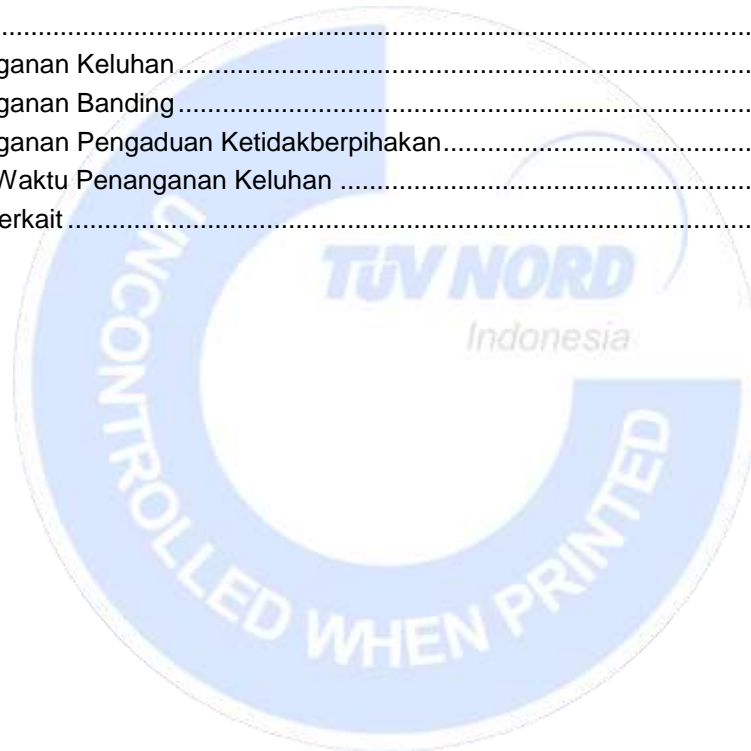 ..........................................................................................................
ganan Keluhan..........................................................................................
ganan Banding..........................................................................................
ganan Pengaduan Ketidakberpihakan..........................................
Waktu Penanganan Keluhan ........................................................
erkait............................................................................................
TÜV NORD
Indonesia
UNCONTROLLED WHEN PRINTED